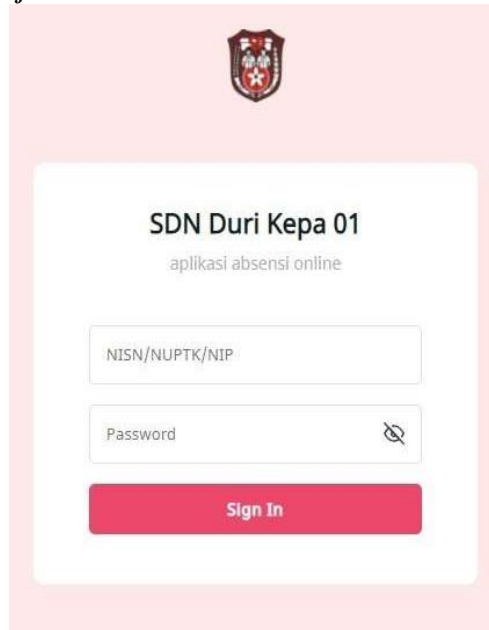 SDN Duri Kepa 01
aplikasi absensi online
NISN/NUPTK/NIP
Password
Sign In